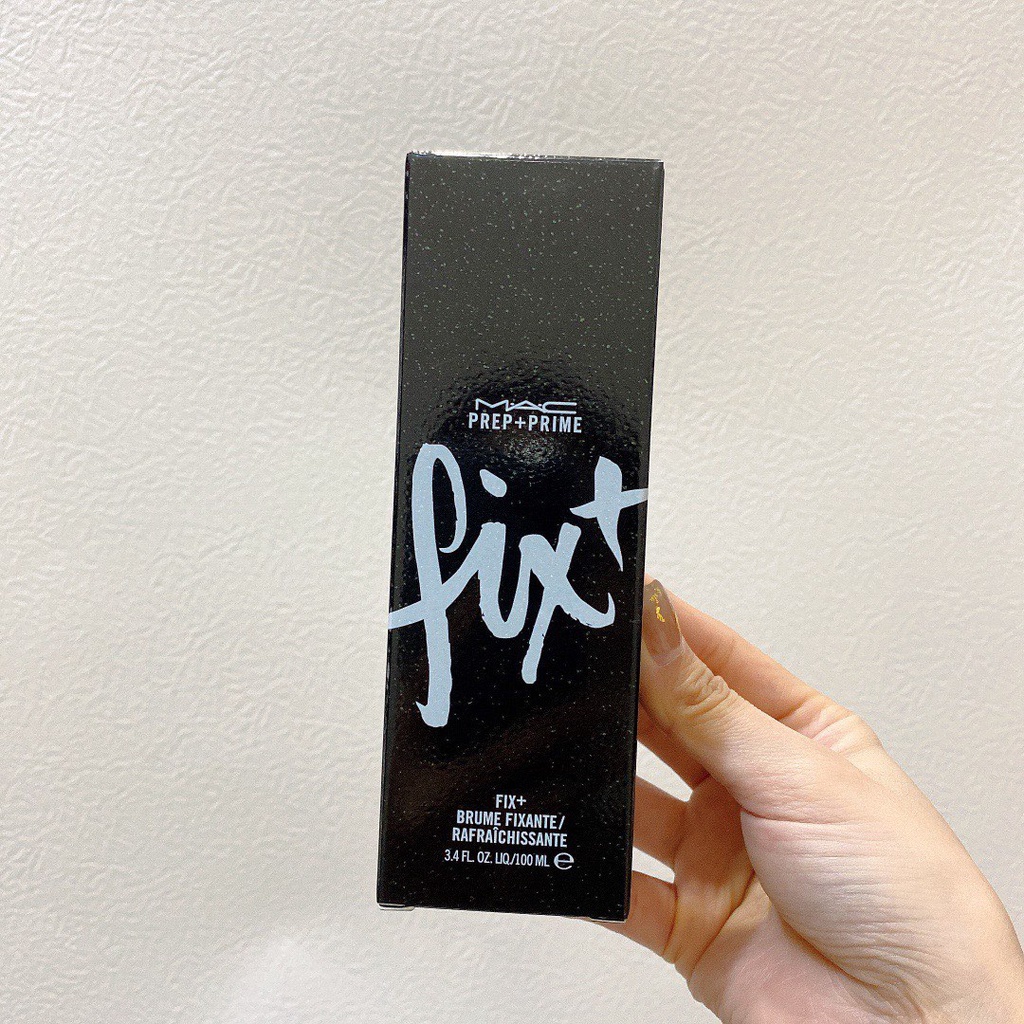 MAC
PREP+PRIME
fix+
FIX+
BRUME FIXANTE/
RAFRAÎCHISSANTE
3.4 FL. OZ. LIQ./100 ML ℮